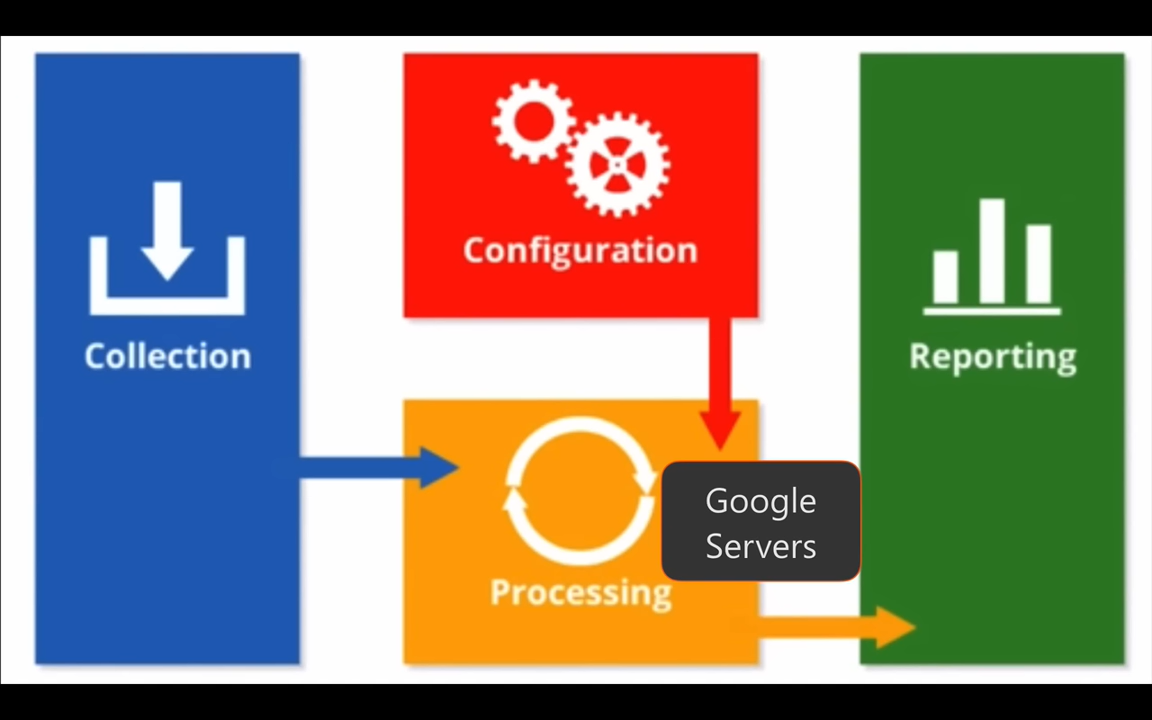 Configuration
Collection
Reporting
Google
Servers
Processing